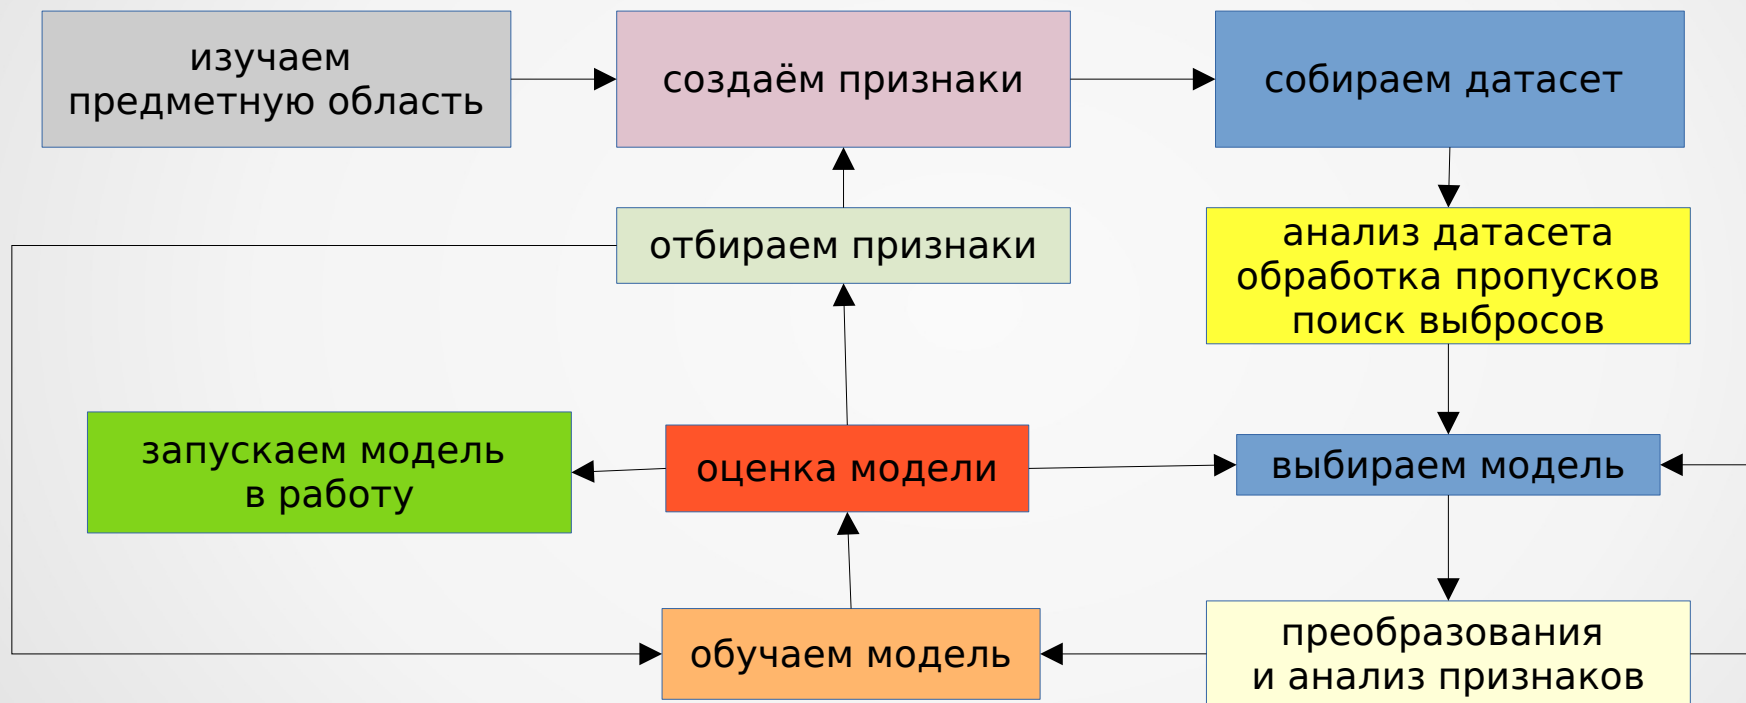 изучаем
предметную область
создаём признаки
собираем датасет
отбираем признаки
анализ датасета
обработка пропусков
поиск выбросов
запускаем модель
в работу
оценка модели
выбираем модель
обучаем модель
преобразования
и анализ признаков